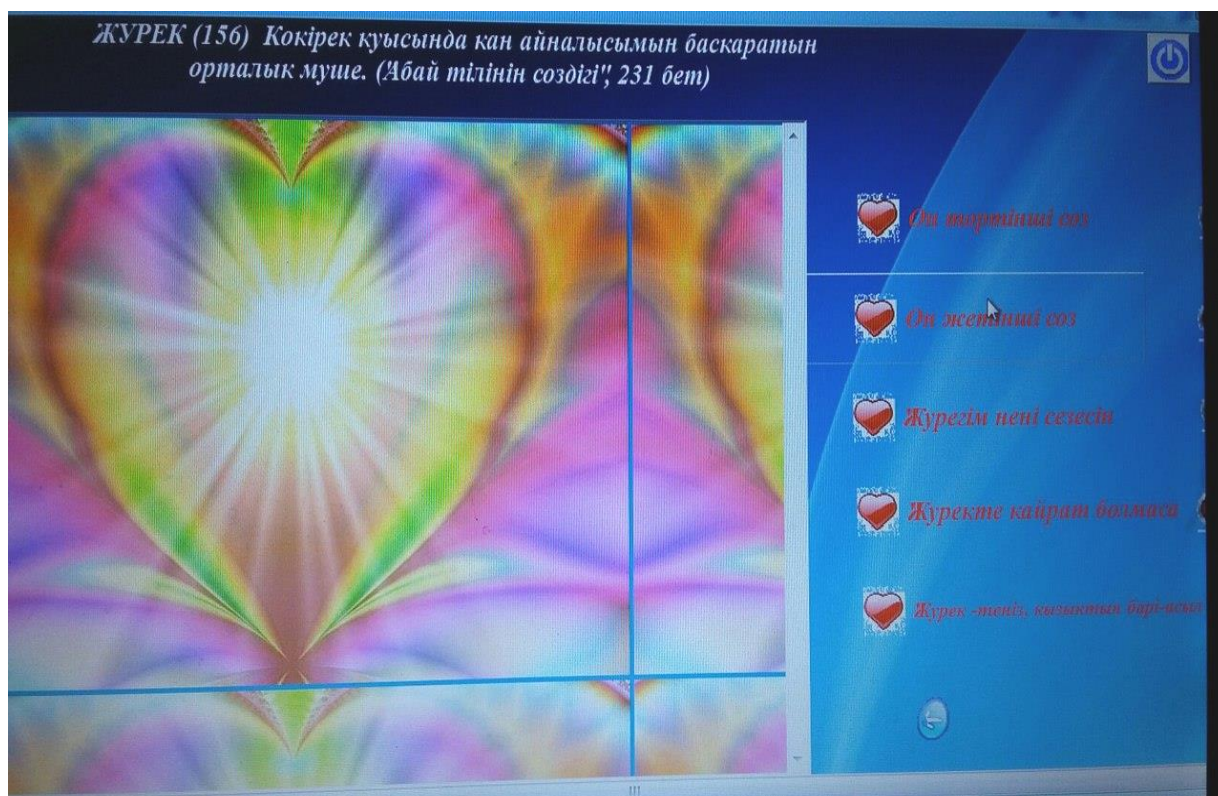 ЖУРЕК (156) Кокірек куысында кан айналысымын баскаратын
орталык муше. ("Абай тілінін создігі", 231 бет)
Он тортінші соз
Он жетінші соз
Журегім нені сезесін
Журекте кайрат болмаса
Журек -теніз, кызыктын барі-асыл